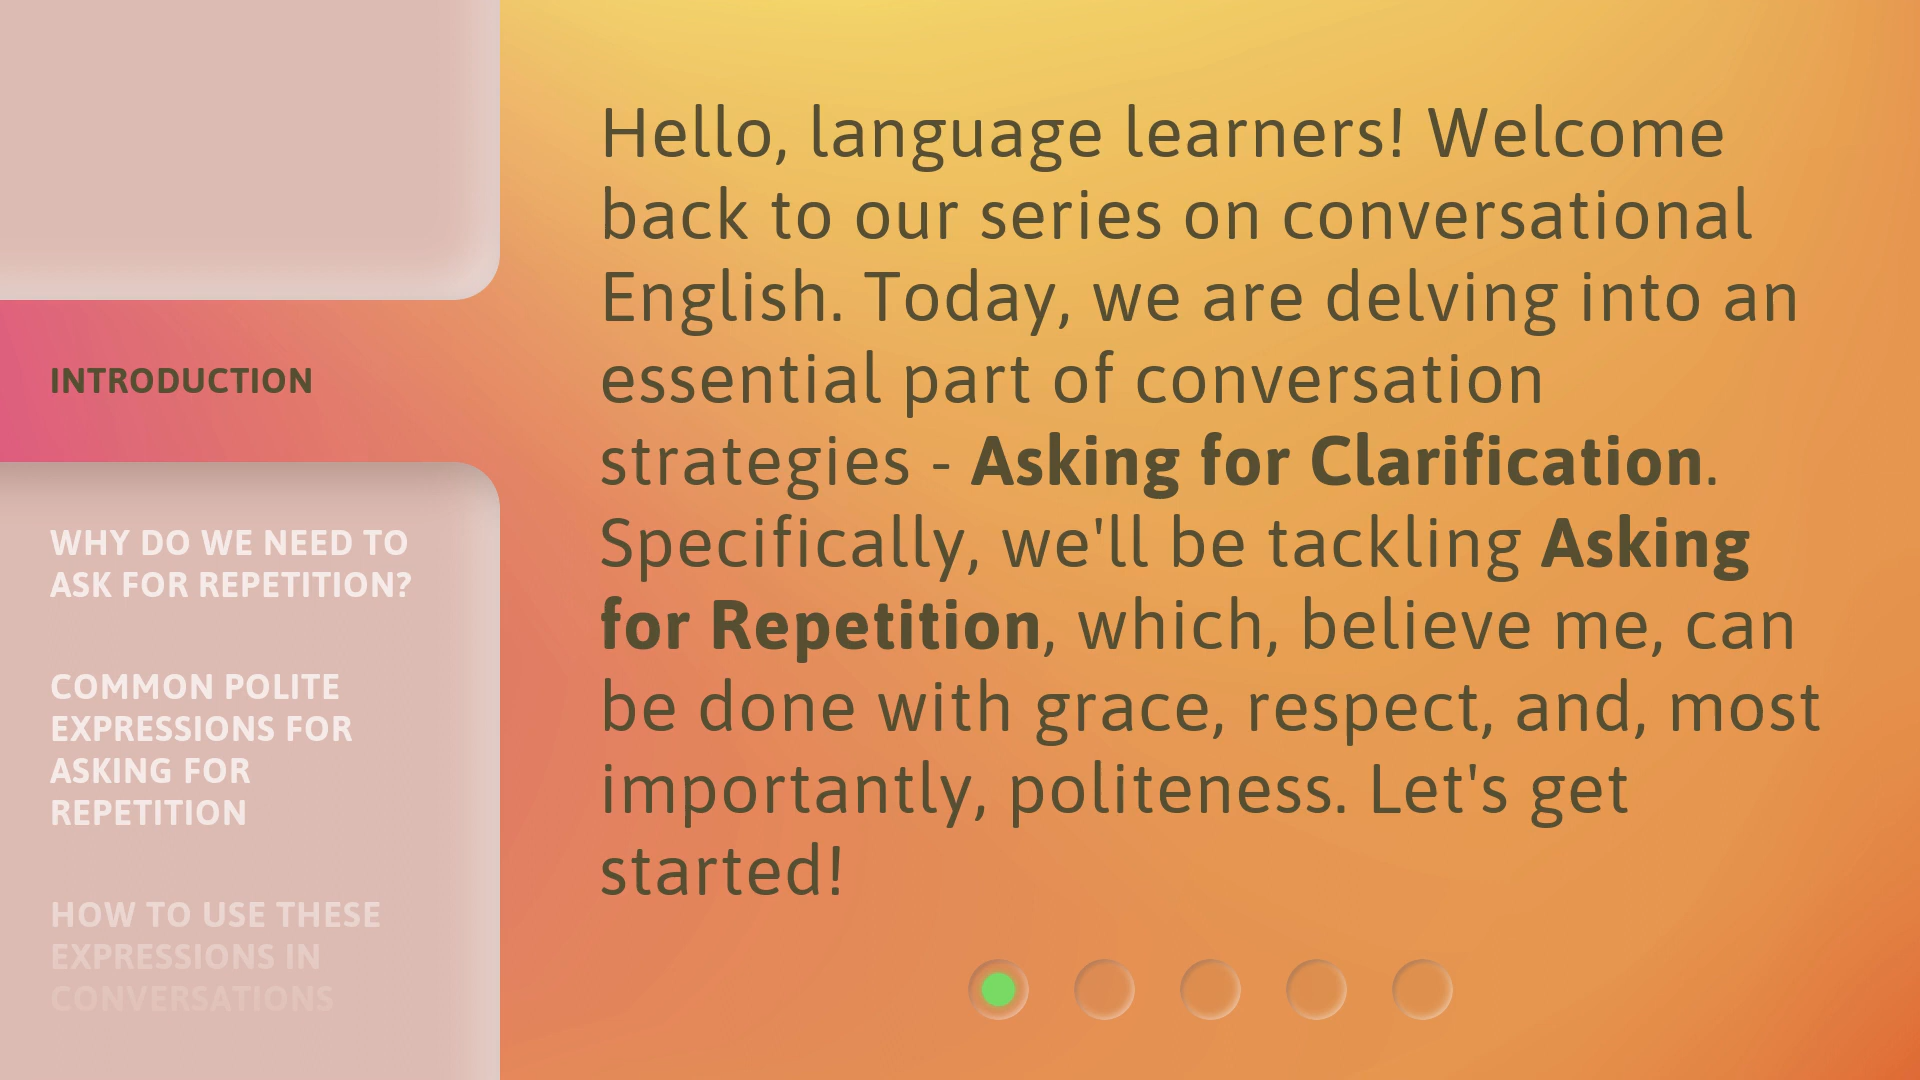 INTRODUCTION
WHY DO WE NEED TO
ASK FOR REPETITION?
COMMON POLITE
EXPRESSIONS FOR
ASKING FOR
REPETITION
HOW TO USE THESE
EXPRESSIONS IN
CONVERSATIONS
Hello, language learners! Welcome
back to our series on conversational
English. Today, we are delving into an
essential part of conversation
strategies - Asking for Clarification.
Specifically, we'll be tackling Asking
for Repetition, which, believe me, can
be done with grace, respect, and, most
importantly, politeness. Let's get
started!